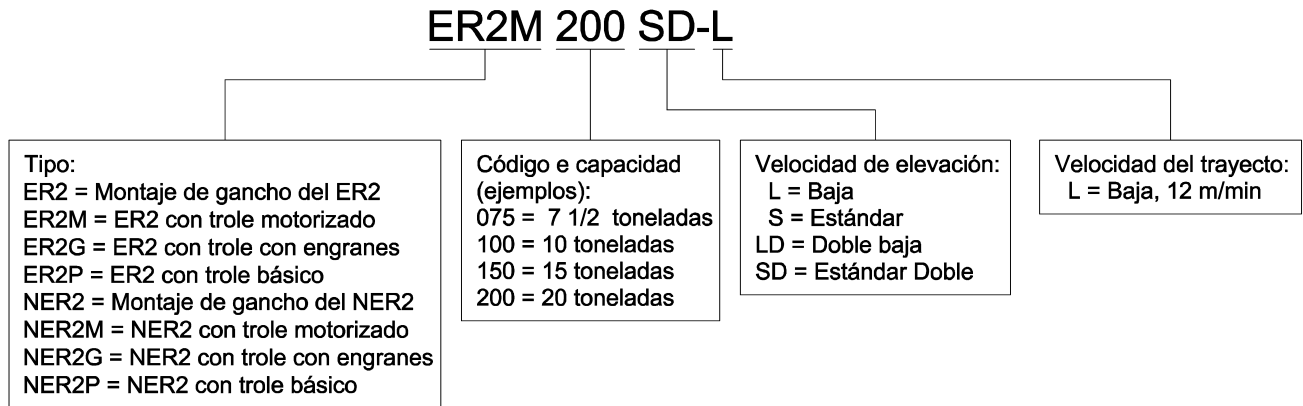 ER2M 200 SD-L
Tipo:
ER2 = Montaje de gancho del ER2
ER2M = ER2 con trole motorizado
ER2G = ER2 con trole con engranes
ER2P = ER2 con trole básico
NER2 = Montaje de gancho del NER2
NER2M = NER2 con trole motorizado
NER2G = NER2 con trole con engranes
NER2P = NER2 con trole básico
Código e capacidad
(ejemplos):
075 = 7 1/2 toneladas
100 = 10 toneladas
150 = 15 toneladas
200 = 20 toneladas
Velocidad de elevación:
L = Baja
S = Estándar
LD = Doble baja
SD = Estándar Doble
Velocidad del trayecto:
L = Baja, 12 m/min